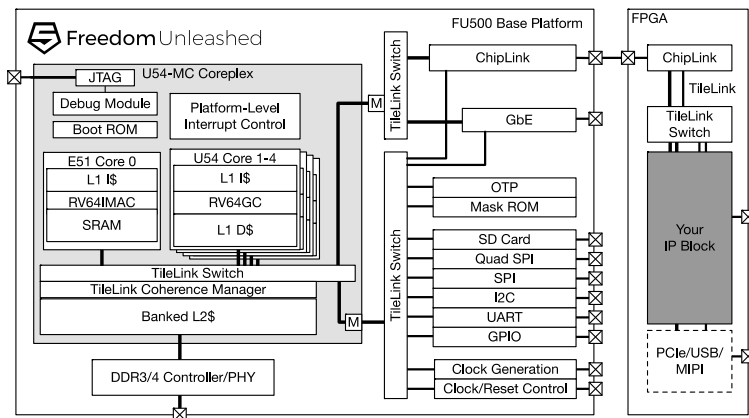 FU500 Base Platform
FPGA
Freedom Unleashed
U54-MC Coreplex
JTAG
Debug Module
Boot ROM
Platform-Level
Interrupt Control
E51 Core 0
L1 I$
RV64IMAC
SRAM
U54 Core 1-4
L1 I$
RV64GC
L1 D$
TileLink Switch
TileLink Coherence Manager
Banked L2$
DDR3/4 Controller/PHY
M
M
TileLink Switch
TileLink Switch
ChipLink
GbE
OTP
Mask ROM
SD Card
Quad SPI
SPI
I2C
UART
GPIO
Clock Generation
Clock/Reset Control
ChipLink
TileLink
TileLink
Switch
Your
IP Block
PCIe/USB/
MIPI